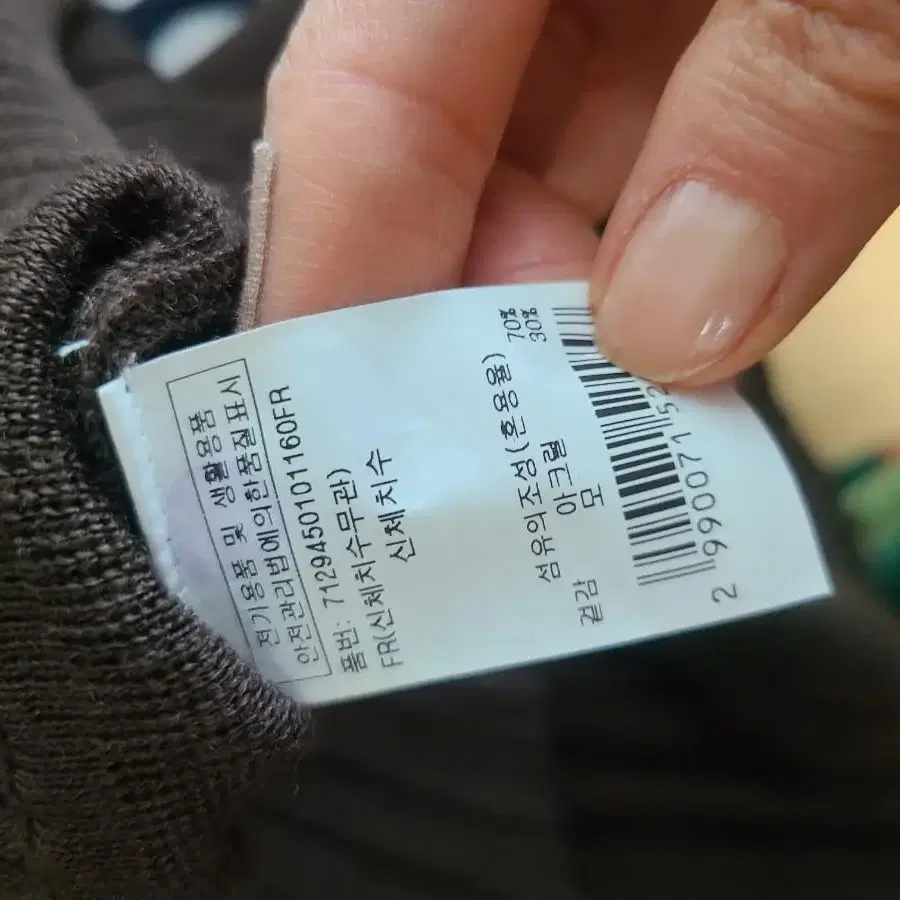 전기용품 및 생활용품
안전관리법에의한품질표시
품번: 7129450101160FR
FR(신체치수무관)
신체치수
섬유의조성(혼용율)
겉감 아크릴 70%
모 30%
2 990071 52